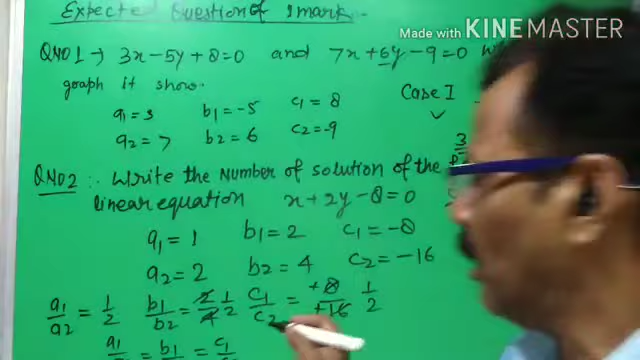 Expected Question of 1 mark
Made with KINEMASTER
QNO1→ 3x-5y+8=0 and 7x+6y-9=0
graph it show.
Case I
a₁=3 b₁=-5 c₁=8
a₂=7 b₂=6 c₂=-9
3
QNO2:- Write the Number of solution of the
linear equation x+2y-8=0
a₁=1 b₁=2 c₁=-8
a₂=2 b₂=4 c₂=-16
a₁/a₂=1/2 b₁/b₂=2/4 1/2 c₁/c₂=+8/+16 1/2
a₁ = b₁ = c₁